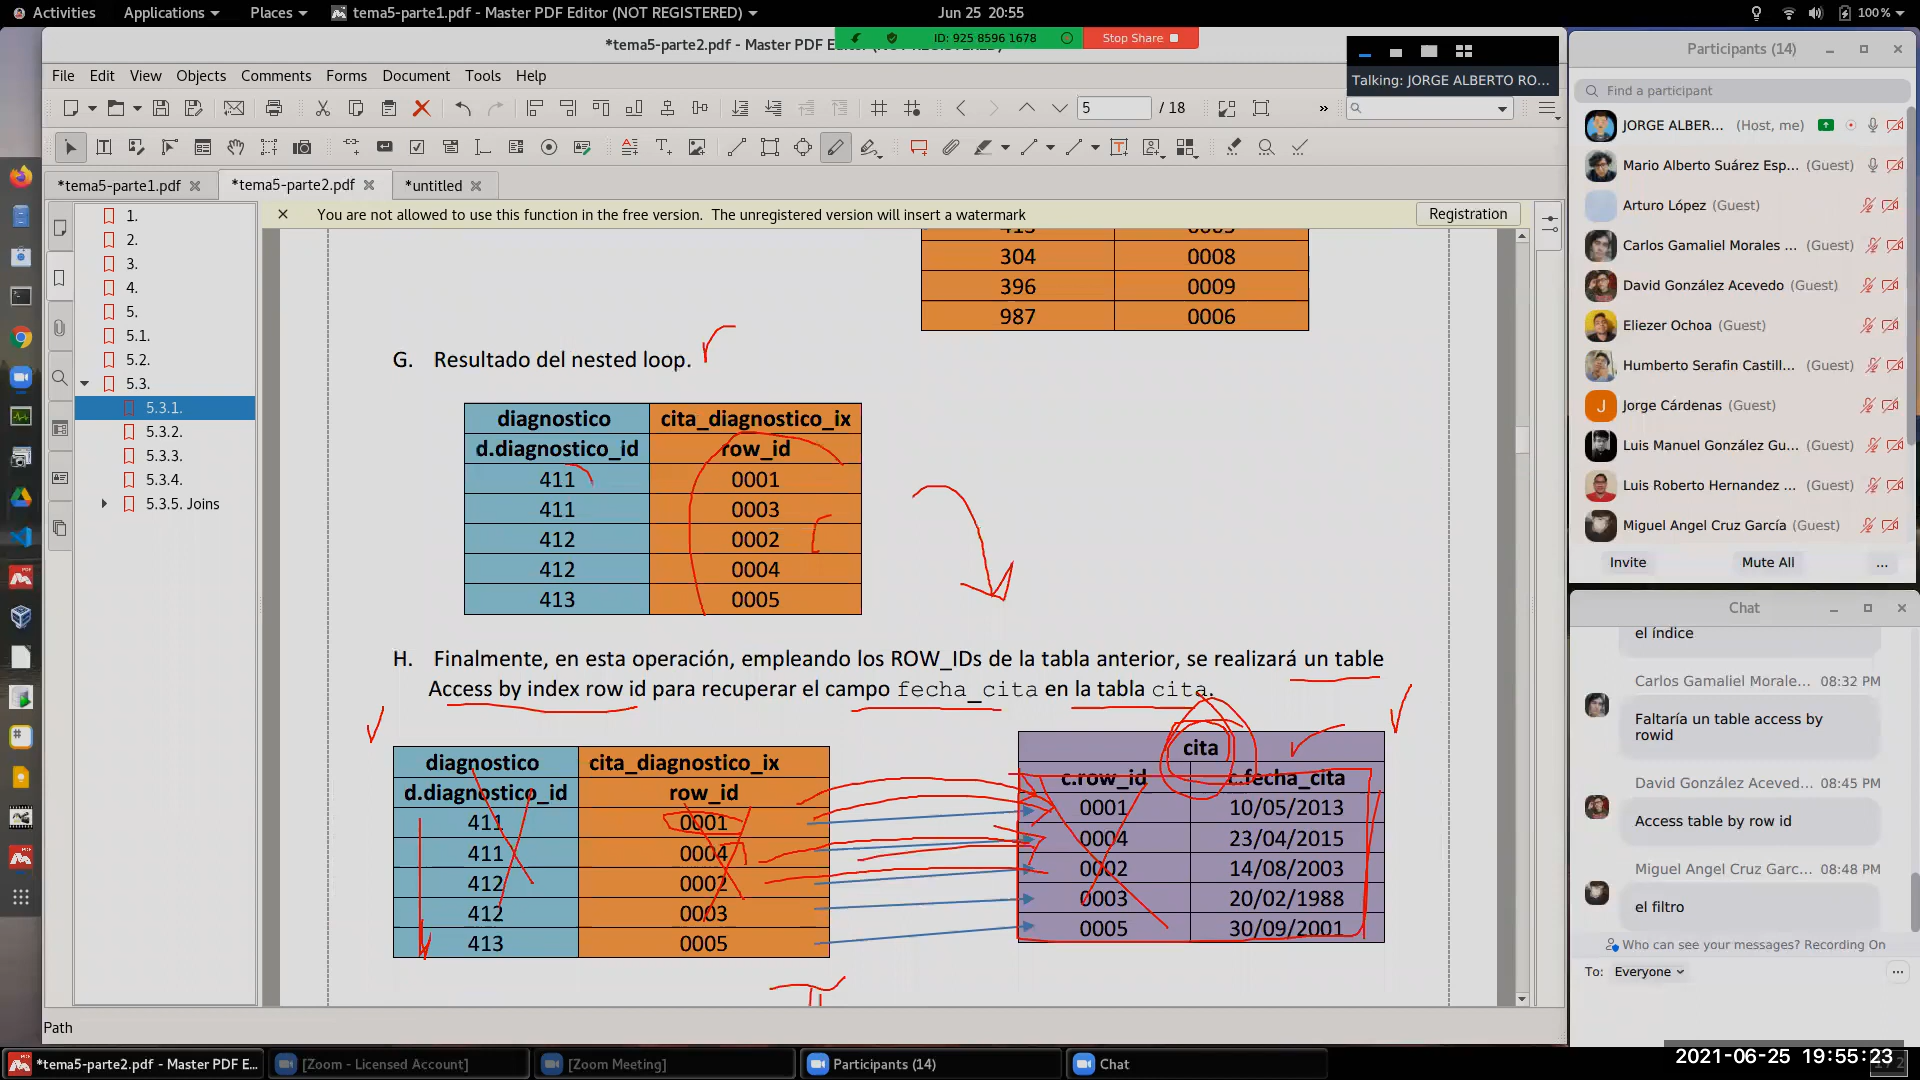 Activities Applications Places tema5-parte1.pdf - Master PDF Editor (NOT REGISTERED) Jun 25 20:55 100%
*tema5-parte2.pdf - Master PDF E
ID: 925 8596 1678 Stop Share
File Edit View Objects Comments Forms Document Tools Help
Talking: JORGE ALBERTO RO...
5 / 18
*tema5-parte1.pdf *tema5-parte2.pdf *untitled
You are not allowed to use this function in the free version. The unregistered version will insert a watermark Registration
1.
2.
3.
4.
5.
5.1.
5.2.
5.3.
5.3.1.
5.3.2.
5.3.3.
5.3.4.
5.3.5. Joins
304 0008
396 0009
987 0006
G. Resultado del nested loop.
diagnostico cita_diagnostico_ix
d.diagnostico_id row_id
411 0001
411 0003
412 0002
412 0004
413 0005
H. Finalmente, en esta operación, empleando los ROW_IDs de la tabla anterior, se realizará un table
Access by index row id para recuperar el campo fecha_cita en la tabla cita.
diagnostico cita_diagnostico_ix
d.diagnostico_id row_id
411 0001
411 0004
412 0002
412 0003
413 0005
cita
c.row_id c.fecha_cita
0001 10/05/2013
0004 23/04/2015
0002 14/08/2003
0003 20/02/1988
0005 30/09/2001
Path
Participants (14)
Find a participant
JORGE ALBER... (Host, me)
Mario Alberto Suárez Esp... (Guest)
Arturo López (Guest)
Carlos Gamaliel Morales ... (Guest)
David González Acevedo (Guest)
Eliezer Ochoa (Guest)
Humberto Serafin Castill... (Guest)
J Jorge Cárdenas (Guest)
Luis Manuel González Gu... (Guest)
Luis Roberto Hernandez ... (Guest)
Miguel Angel Cruz García (Guest)
Invite Mute All ...
Chat
el índice
Carlos Gamaliel Morale... 08:32 PM
Faltaría un table access by
rowid
David González Aceved... 08:45 PM
Access table by row id
Miguel Angel Cruz Garc... 08:48 PM
el filtro
Who can see your messages? Recording On
To: Everyone
*tema5-parte2.pdf - Master PDF E... [Zoom - Licensed Account] [Zoom Meeting] Participants (14) Chat
2021-06-25 19:55:23